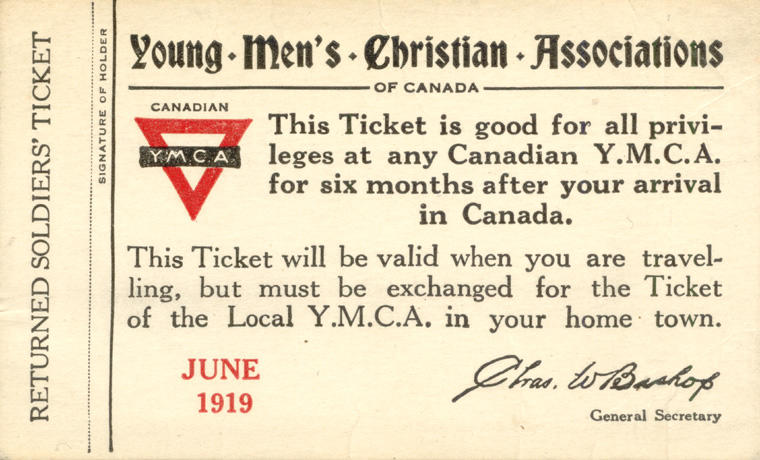 RETURNED SOLDIERS' TICKET
SIGNATURE OF HOLDER
Young · Men's · Christian · Associations
OF CANADA
CANADIAN
Y.M.C.A.
This Ticket is good for all privi-
leges at any Canadian Y.M.C.A.
for six months after your arrival
in Canada.
This Ticket will be valid when you are travel-
ling, but must be exchanged for the Ticket
of the Local Y.M.C.A. in your home town.
JUNE
1919
Chas. W Bishop
General Secretary